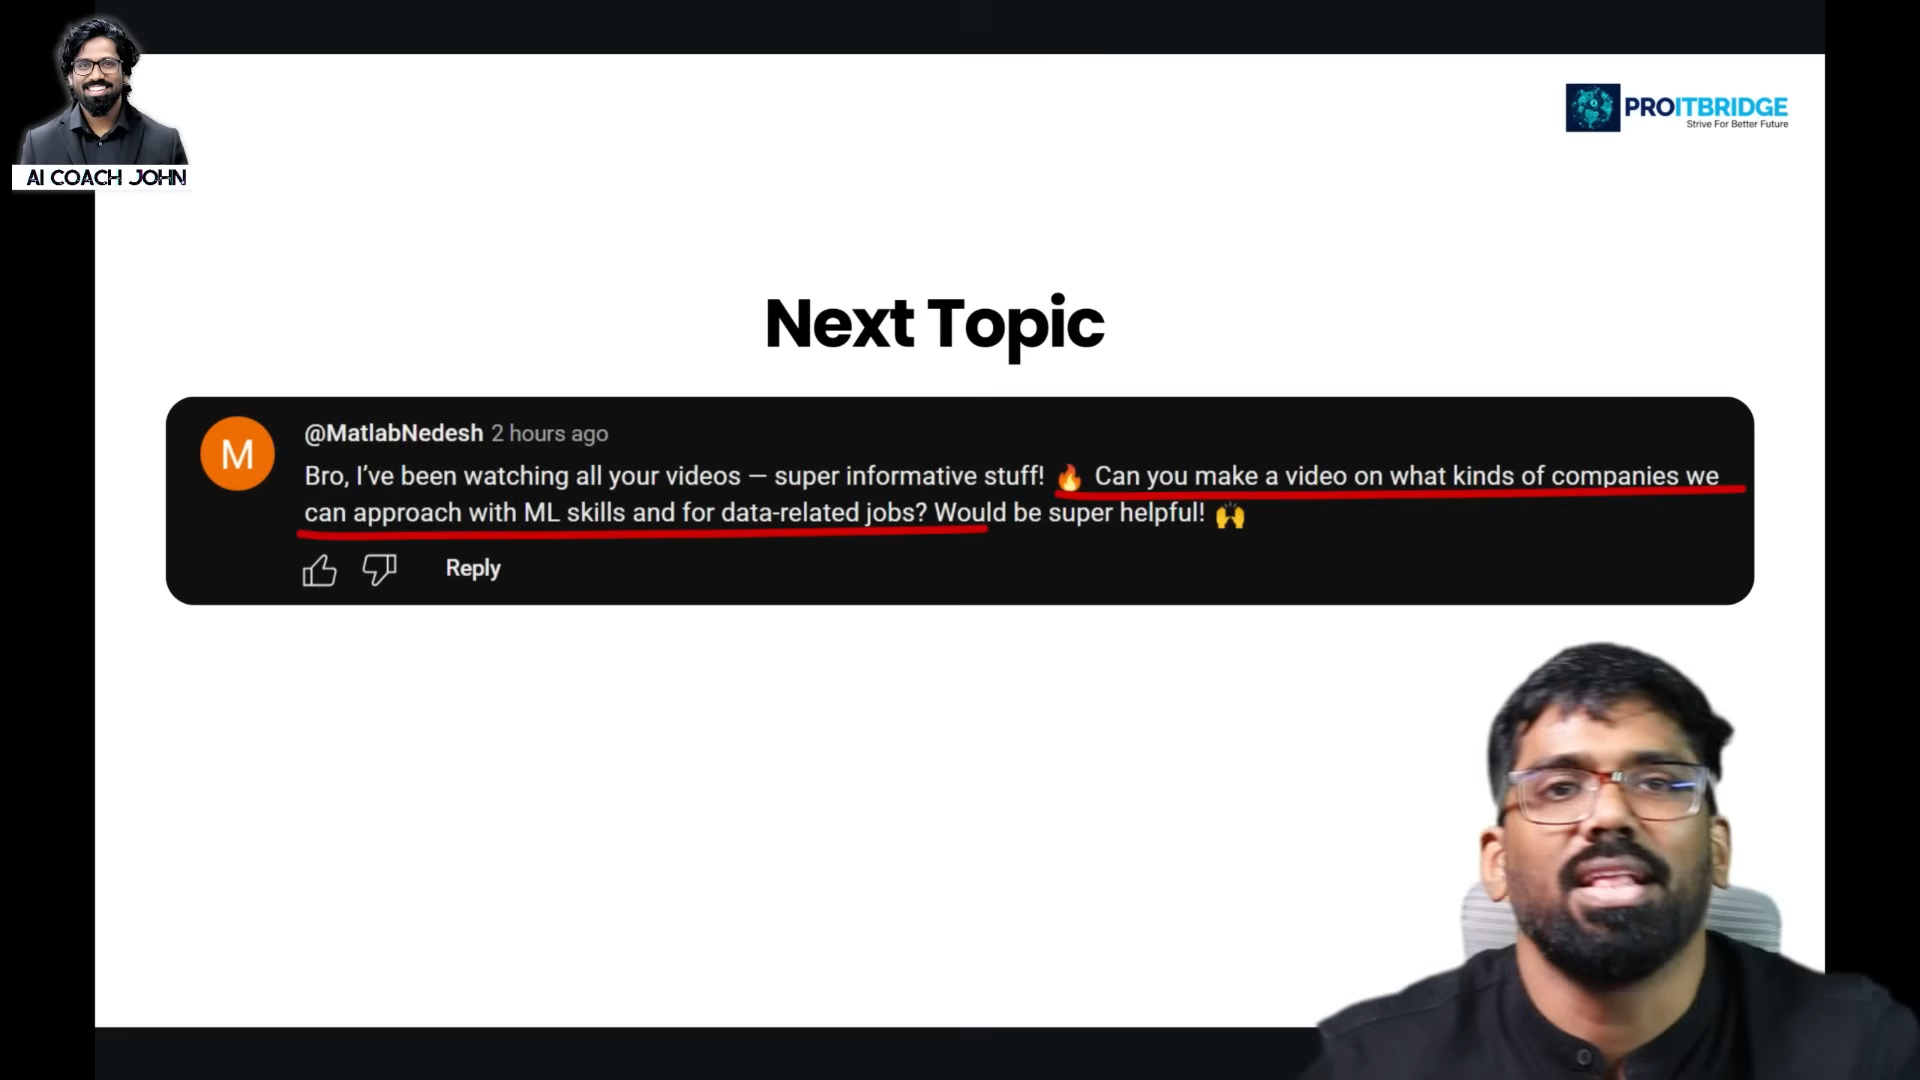 AI COACH JOHN
PROITBRIDGE
Strive For Better Future
Next Topic
M
@MatlabNedesh 2 hours ago
Bro, I’ve been watching all your videos — super informative stuff! 🔥 Can you make a video on what kinds of companies we
can approach with ML skills and for data-related jobs? Would be super helpful! 🙌
Reply